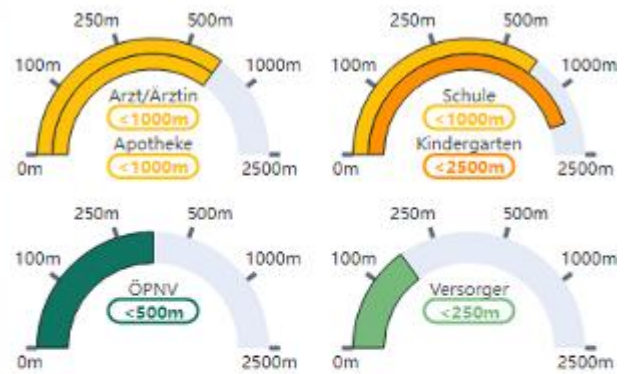 250m 500m
100m 1000m
Arzt/Ärztin
<1000m
Apotheke
<1000m
0m 2500m
250m 500m
100m 1000m
Schule
<1000m
Kindergarten
<2500m
0m 2500m
250m 500m
100m 1000m
ÖPNV
<500m
0m 2500m
250m 500m
100m 1000m
Versorger
<250m
0m 2500m